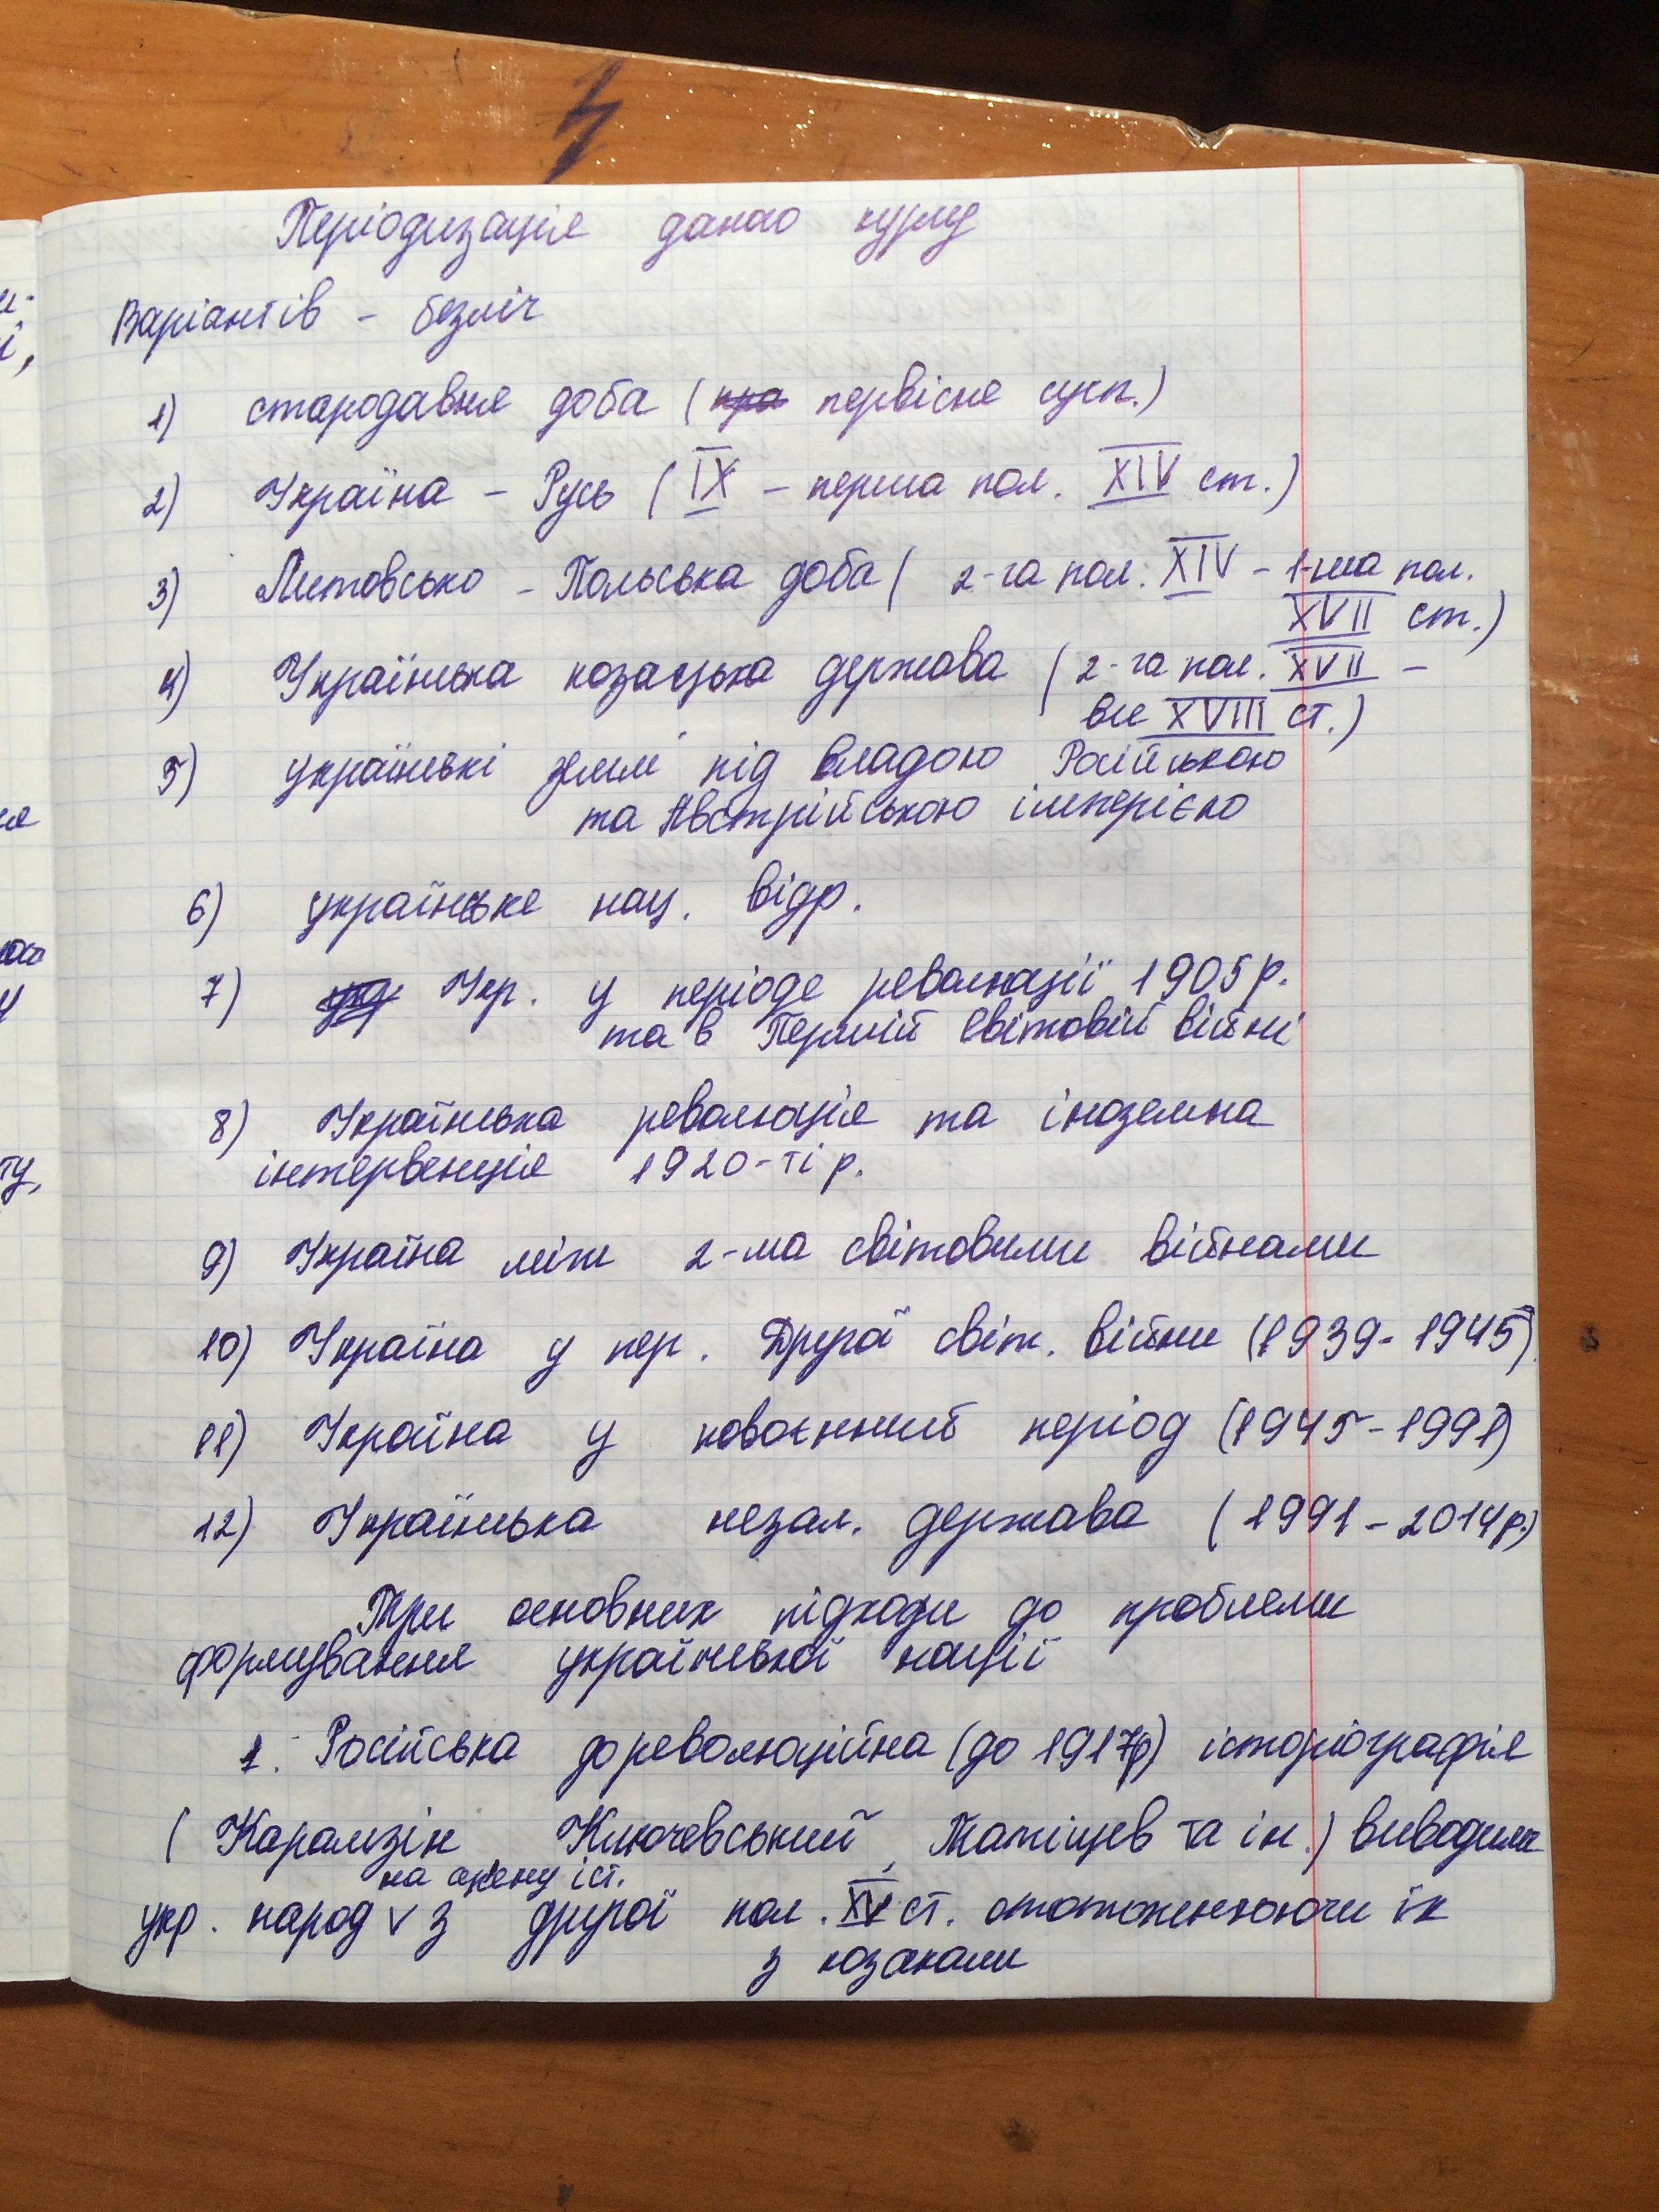 Періодизація даного курсу
Варіантів - безліч
1) стародавня доба ( первісне сусп.)
2) Україна - Русь ( IX - перша пол. XIV ст.)
3) Литовсько - Польська доба ( 2-га пол. XIV - 1-ша пол.
XVII ст.)
4) Українська козацька держава ( 2-га пол. XVII -
все XVIII ст.)
5) українські землі під владою Російською
та Австрійською імперією
6) українське нац. відр.
7) Укр. у періоде революції 1905 р.
та в Першій світовій війні
8) Українська революція та іноземна
інтервенція 1920-ті р.
9) Україна між 2-ма світовими війнами
10) Україна у пер. Другої світ. війни (1939-1945)
11) Україна у повоєнний період (1945-1991)
12) Українська незал. держава ( 1991 - 2014 р.)
Три основних підходи до проблеми
формування української нації
1. Російська дореволюційна (до 1917р) історіографія
( Карамзін Ключевський, Татіщев та ін.) виводила
на сцену іст.
укр. народ v з другої пол. XV ст. ототожнюючи їх
з козаками